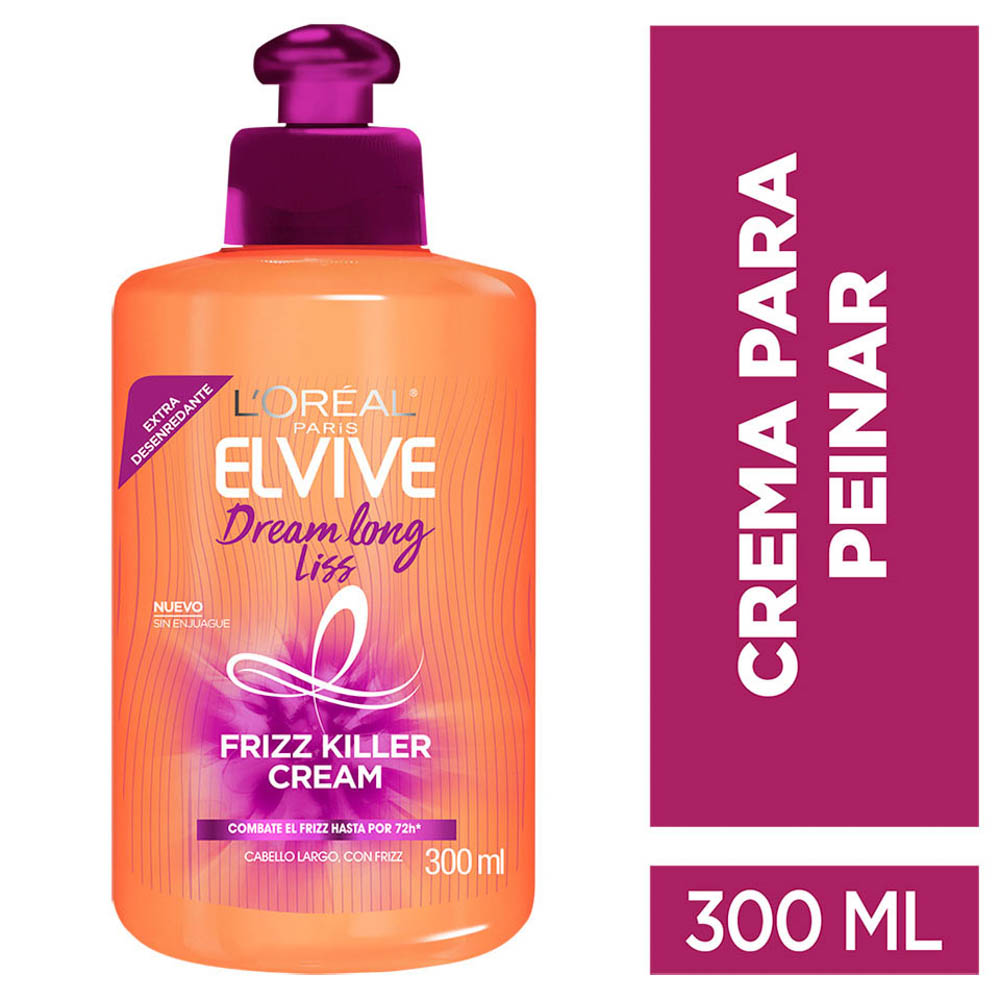 EXTRA
DESENREDANTE
L'ORÉAL®
PARIS
ELVIVE
Dream long
Liss
NUEVO
SIN ENJUAGUE
FRIZZ KILLER
CREAM
COMBATE EL FRIZZ HASTA POR 72h*
CABELLO LARGO, CON FRIZZ
300 ml
CREMA PARA
PEINAR
300 ML